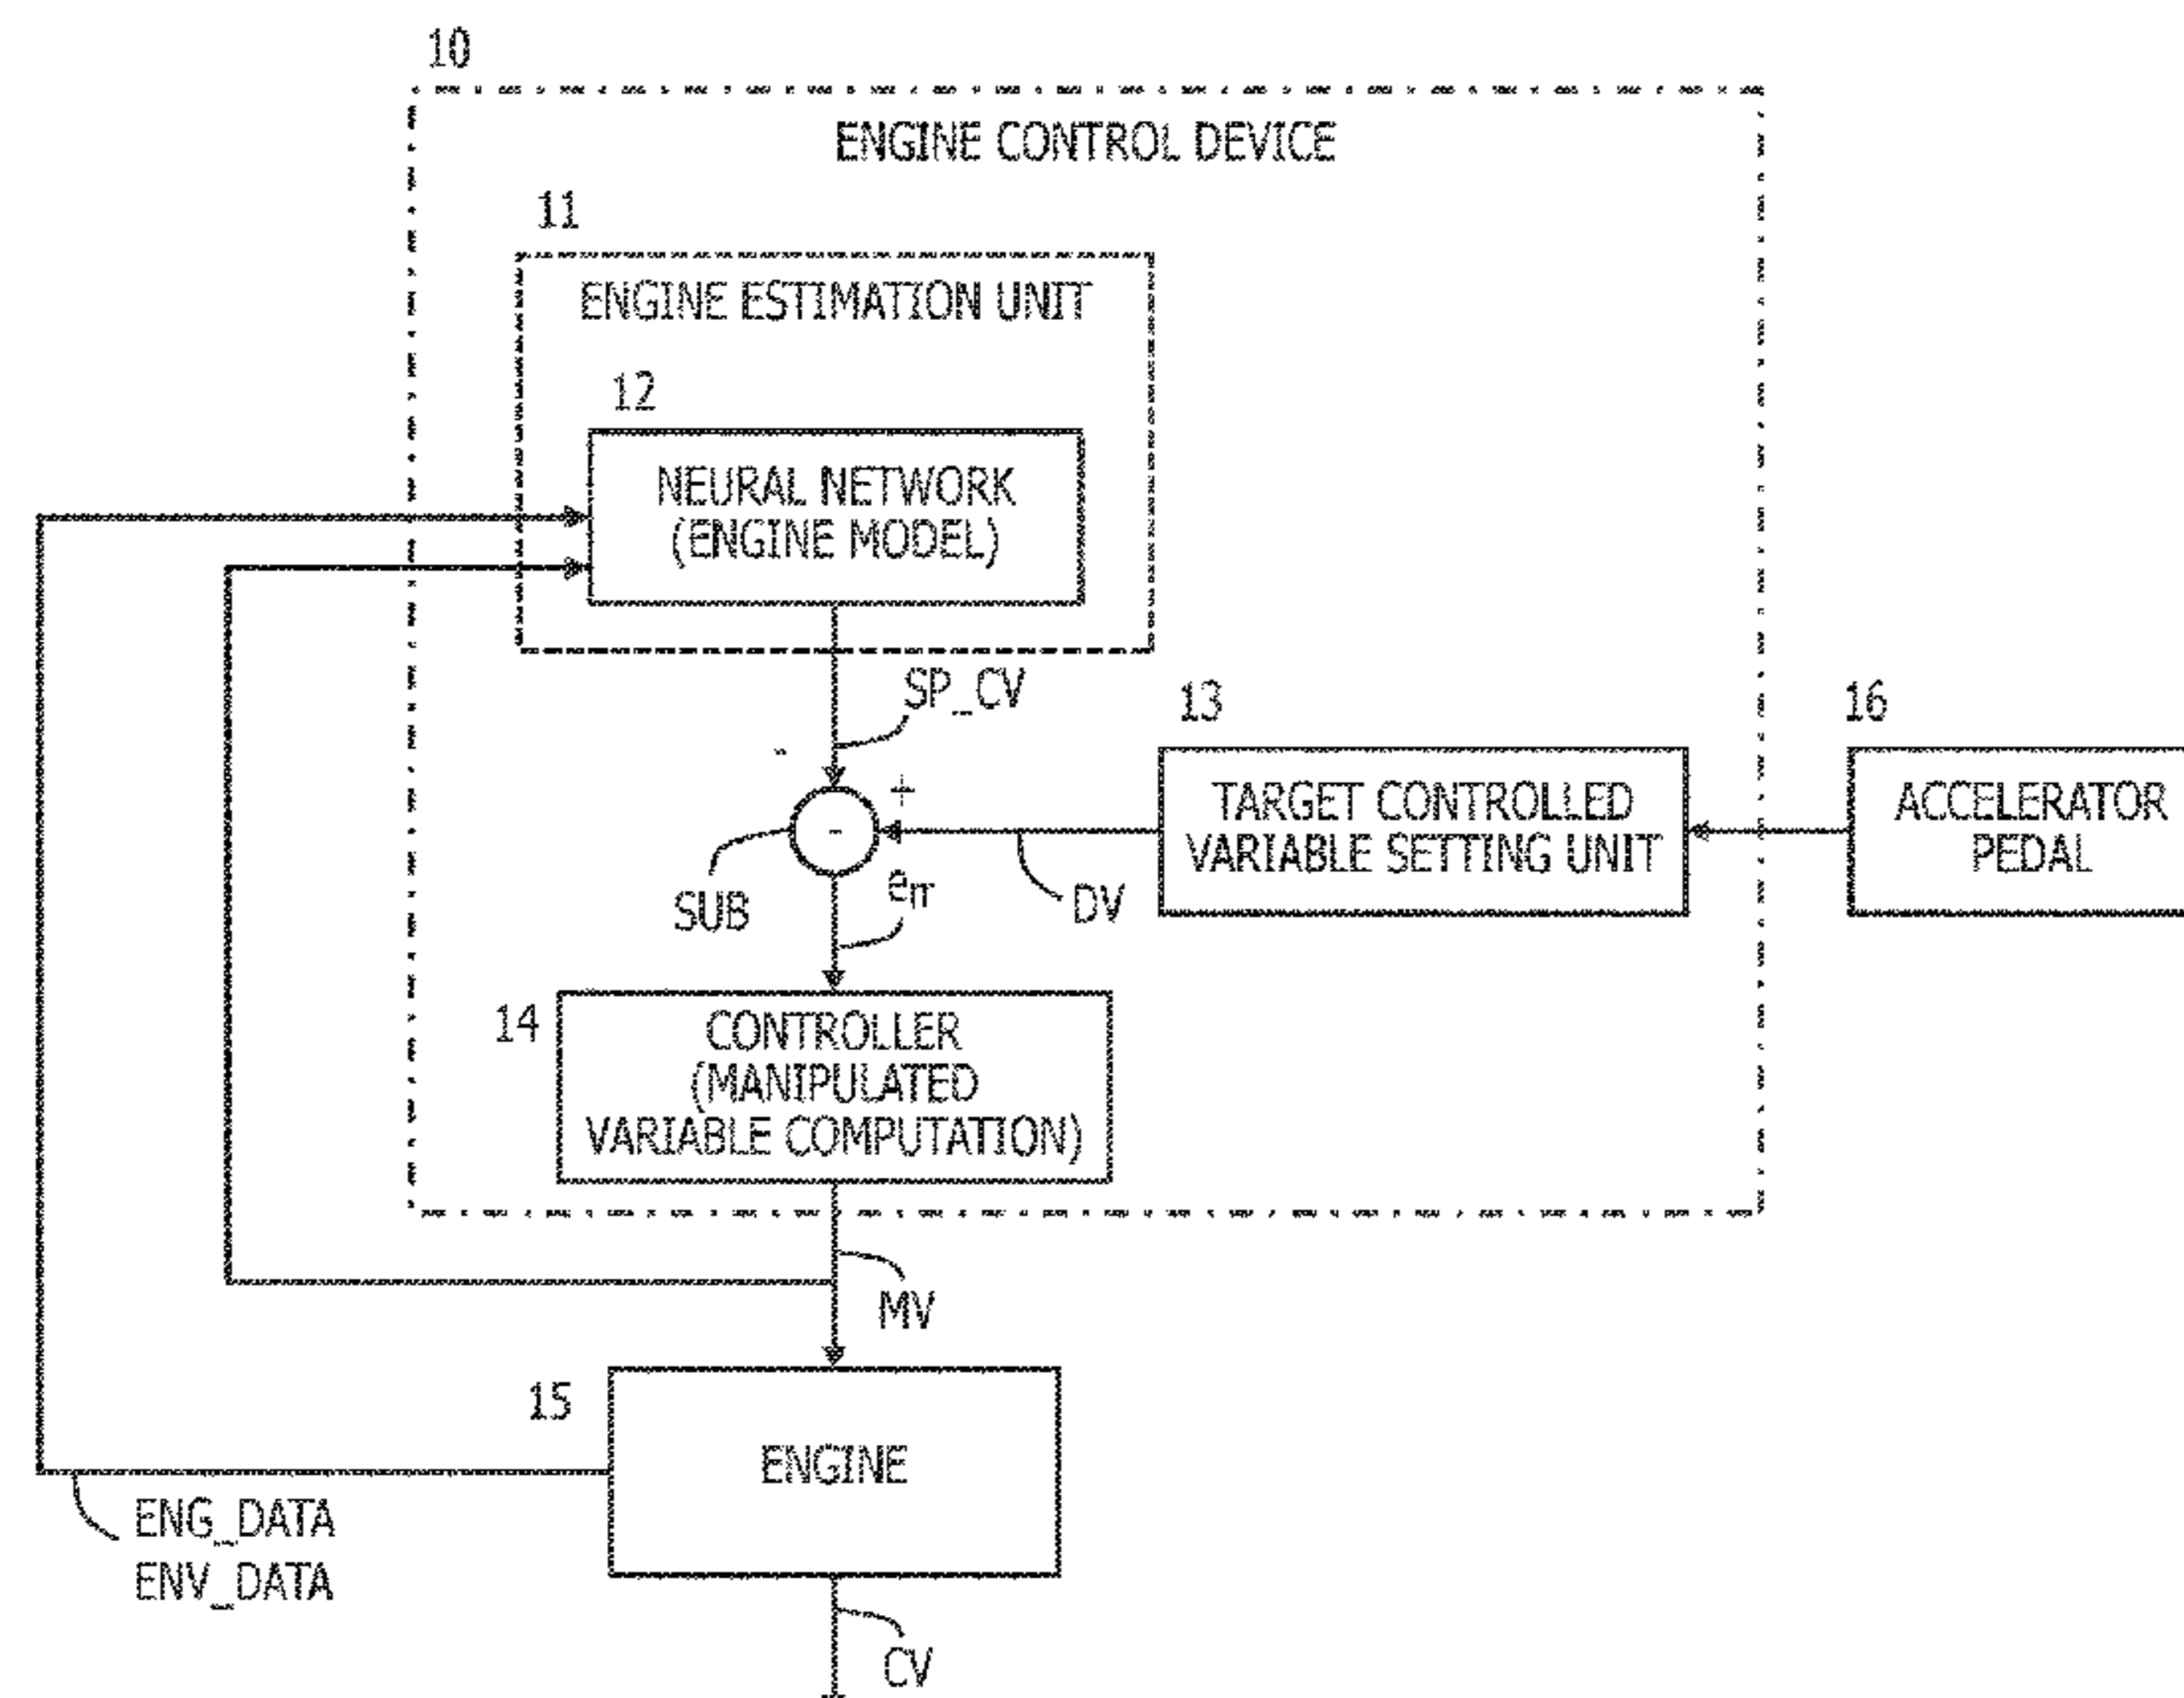 10
ENGINE CONTROL DEVICE
11
ENGINE ESTIMATION UNIT
12
NEURAL NETWORK
(ENGINE MODEL)
SP_CV
13
16
-
+
TARGET CONTROLLED
VARIABLE SETTING UNIT
ACCELERATOR
PEDAL
-
SUB
err
DV
14
CONTROLLER
(MANIPULATED
VARIABLE COMPUTATION)
MV
15
ENGINE
ENG_DATA
ENV_DATA
CV